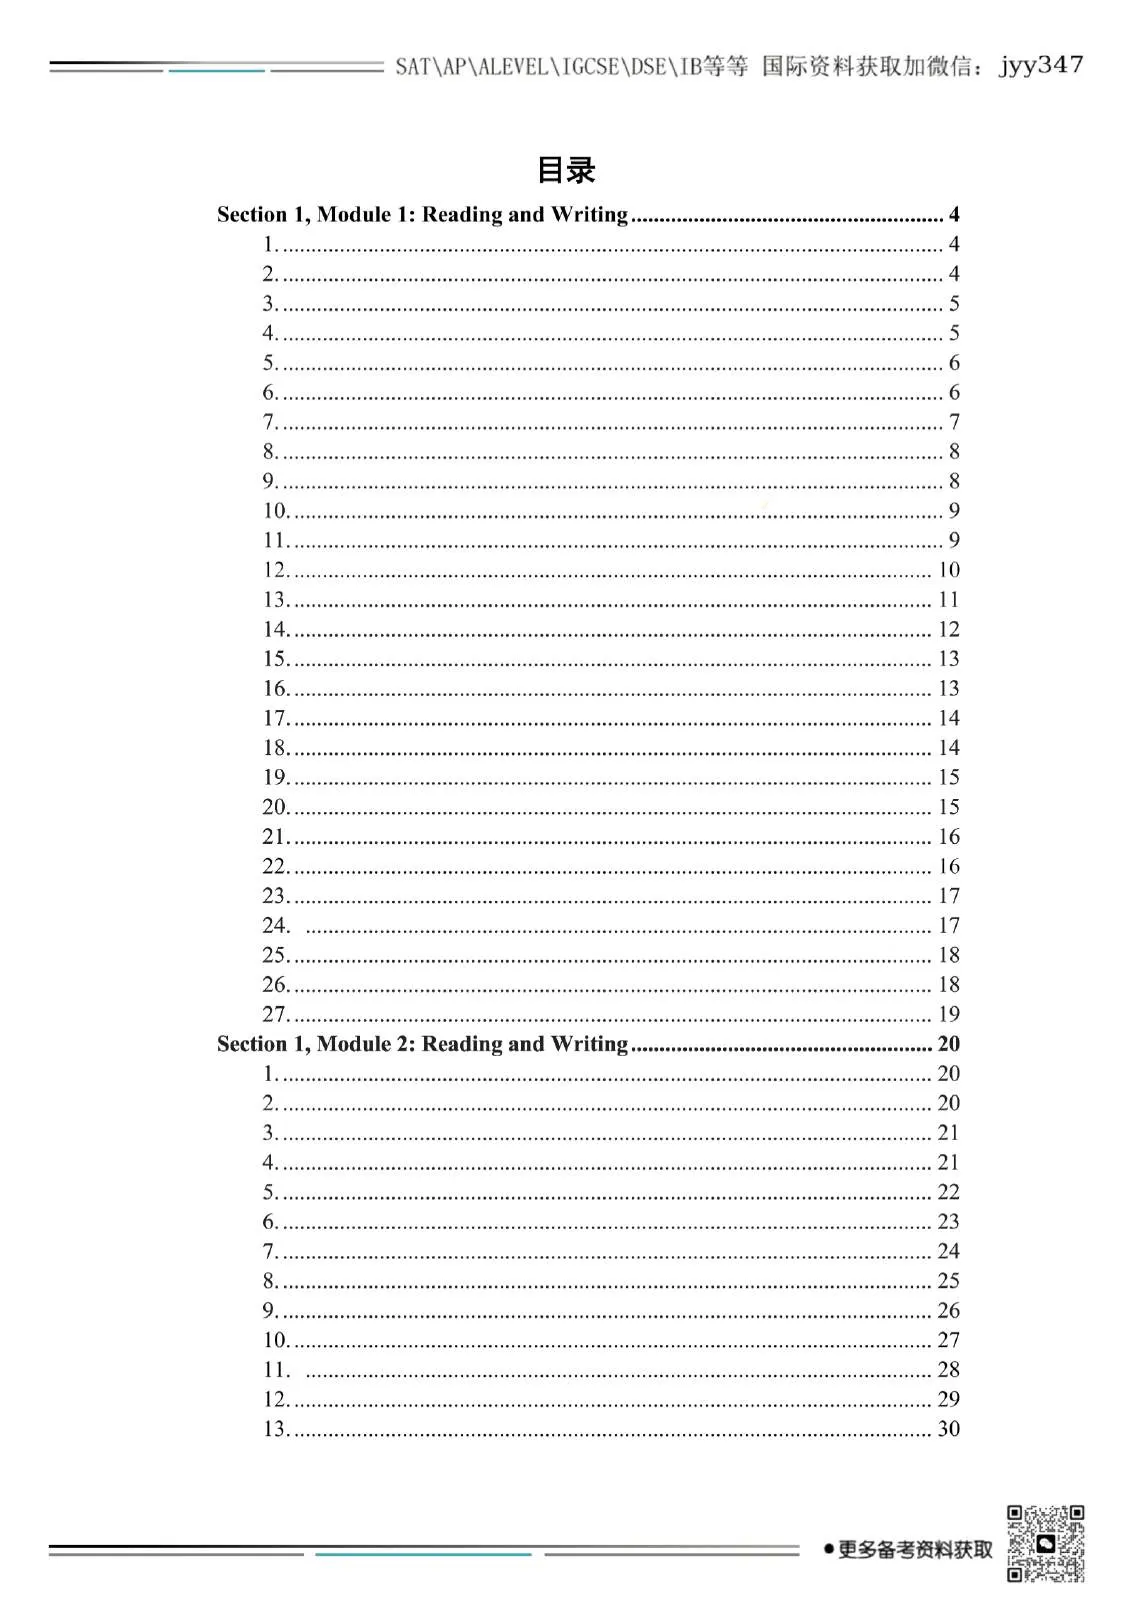 SAT\AP\ALEVEL\IGCSE\DSE\IB等等 国际资料获取加微信: jyy347
目录
Section 1, Module 1: Reading and Writing........................................................ 4
1. ........................................................ 4
2. ........................................................ 4
3. ........................................................ 5
4. ........................................................ 5
5. ........................................................ 6
6. ........................................................ 6
7. ........................................................ 7
8. ........................................................ 8
9. ........................................................ 8
10. ........................................................ 9
11. ........................................................ 9
12. ........................................................ 10
13. ........................................................ 11
14. ........................................................ 12
15. ........................................................ 13
16. ........................................................ 13
17. ........................................................ 14
18. ........................................................ 14
19. ........................................................ 15
20. ........................................................ 15
21. ........................................................ 16
22. ........................................................ 16
23. ........................................................ 17
24. ........................................................ 17
25. ........................................................ 18
26. ........................................................ 18
27. ........................................................ 19
Section 1, Module 2: Reading and Writing........................................................ 20
1. ........................................................ 20
2. ........................................................ 20
3. ........................................................ 21
4. ........................................................ 21
5. ........................................................ 22
6. ........................................................ 23
7. ........................................................ 24
8. ........................................................ 25
9. ........................................................ 26
10. ........................................................ 27
11. ........................................................ 28
12. ........................................................ 29
13. ........................................................ 30
●更多备考资料获取